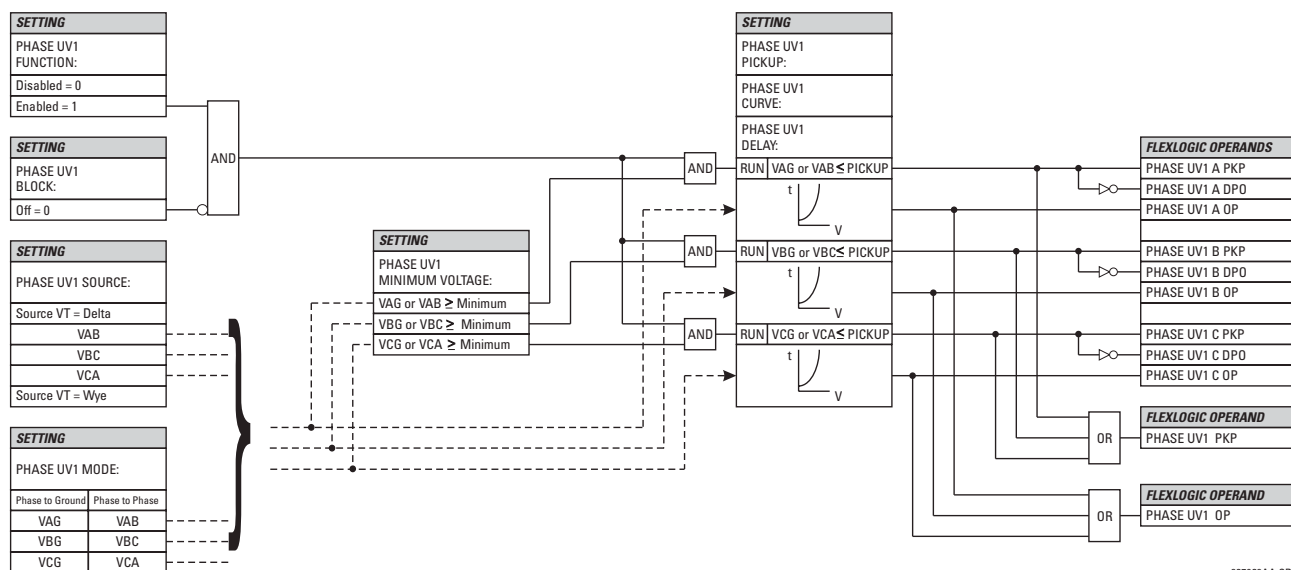 SETTING
PHASE UV1
FUNCTION:
Disabled = 0
Enabled = 1
SETTING
PHASE UV1
BLOCK:
Off = 0
AND
SETTING
PHASE UV1 SOURCE:
Source VT = Delta
VAB
VBC
VCA
Source VT = Wye
SETTING
PHASE UV1 MODE:
Phase to Ground Phase to Phase
VAG VAB
VBG VBC
VCG VCA
SETTING
PHASE UV1
MINIMUM VOLTAGE:
VAG or VAB ≥ Minimum
VBG or VBC ≥ Minimum
VCG or VCA ≥ Minimum
AND
AND
AND
SETTING
PHASE UV1
PICKUP:
PHASE UV1
CURVE:
PHASE UV1
DELAY:
RUN VAG or VAB ≤ PICKUP
t
V
RUN VBG or VBC ≤ PICKUP
t
V
RUN VCG or VCA ≤ PICKUP
t
V
FLEXLOGIC OPERANDS
PHASE UV1 A PKP
PHASE UV1 A DPO
PHASE UV1 A OP
PHASE UV1 B PKP
PHASE UV1 B DPO
PHASE UV1 B OP
PHASE UV1 C PKP
PHASE UV1 C DPO
PHASE UV1 C OP
OR
FLEXLOGIC OPERAND
PHASE UV1 PKP
OR
FLEXLOGIC OPERAND
PHASE UV1 OP